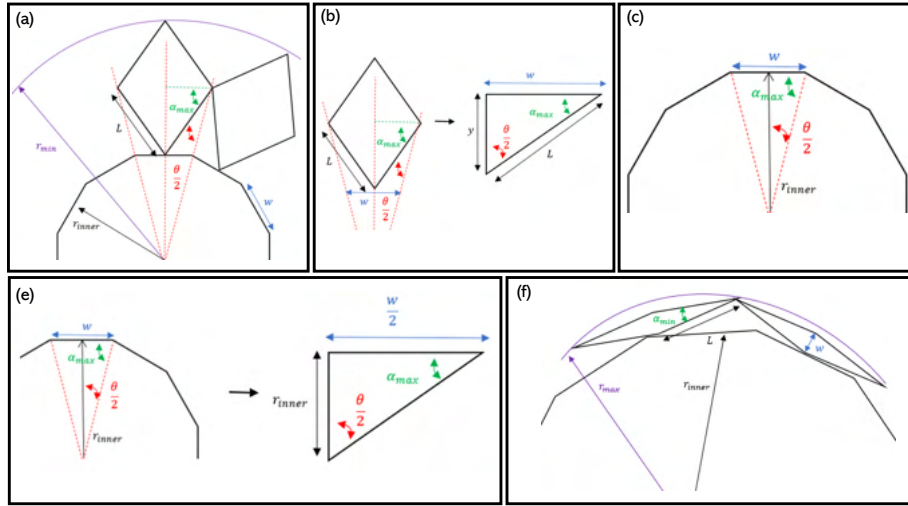 (a)
α_max
L
r_min
θ/2
w
r_inner
(b)
α_max
L
w
θ/2
w
α_max
y
θ/2
L
(c)
w
α_max
θ/2
r_inner
(e)
w
α_max
θ/2
r_inner
w/2
α_max
r_inner
θ/2
(f)
α_min
L
w
r_max
r_inner